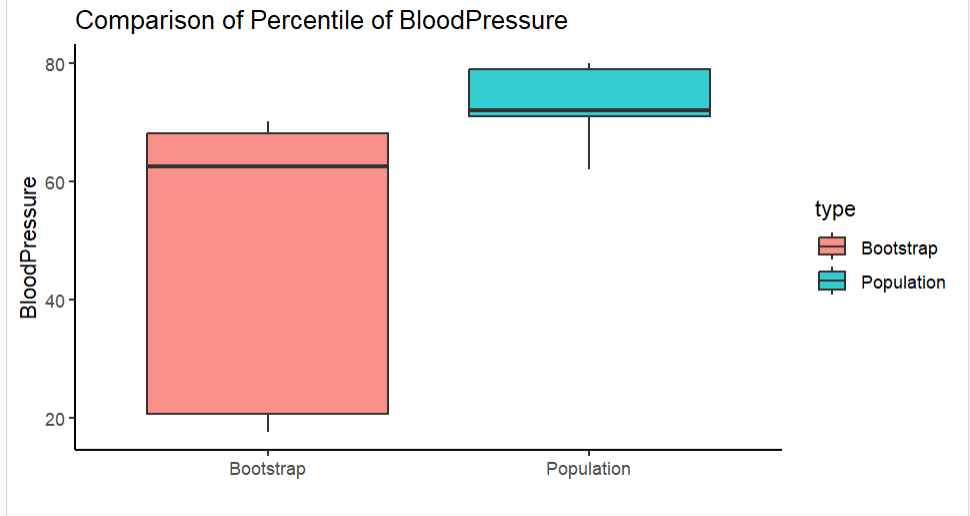 Comparison of Percentile of BloodPressure
80
60
40
20
BloodPressure
Bootstrap
Population
type
Bootstrap
Population